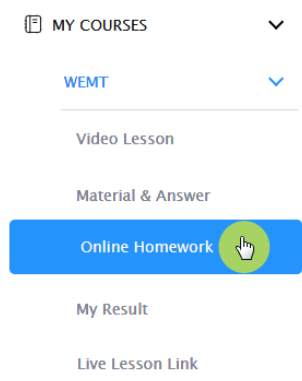 MY COURSES
WEMT
Video Lesson
Material & Answer
Online Homework
My Result
Live Lesson Link